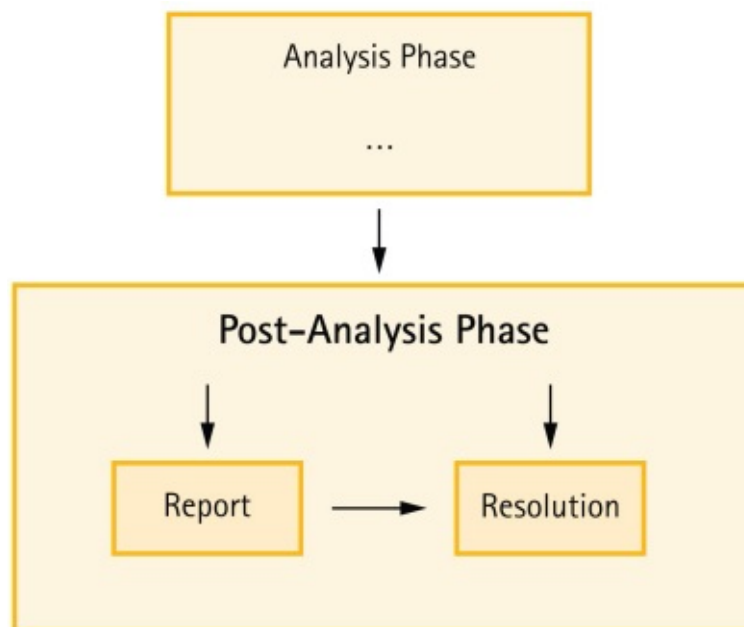 Analysis Phase
...
Post-Analysis Phase
Report
Resolution